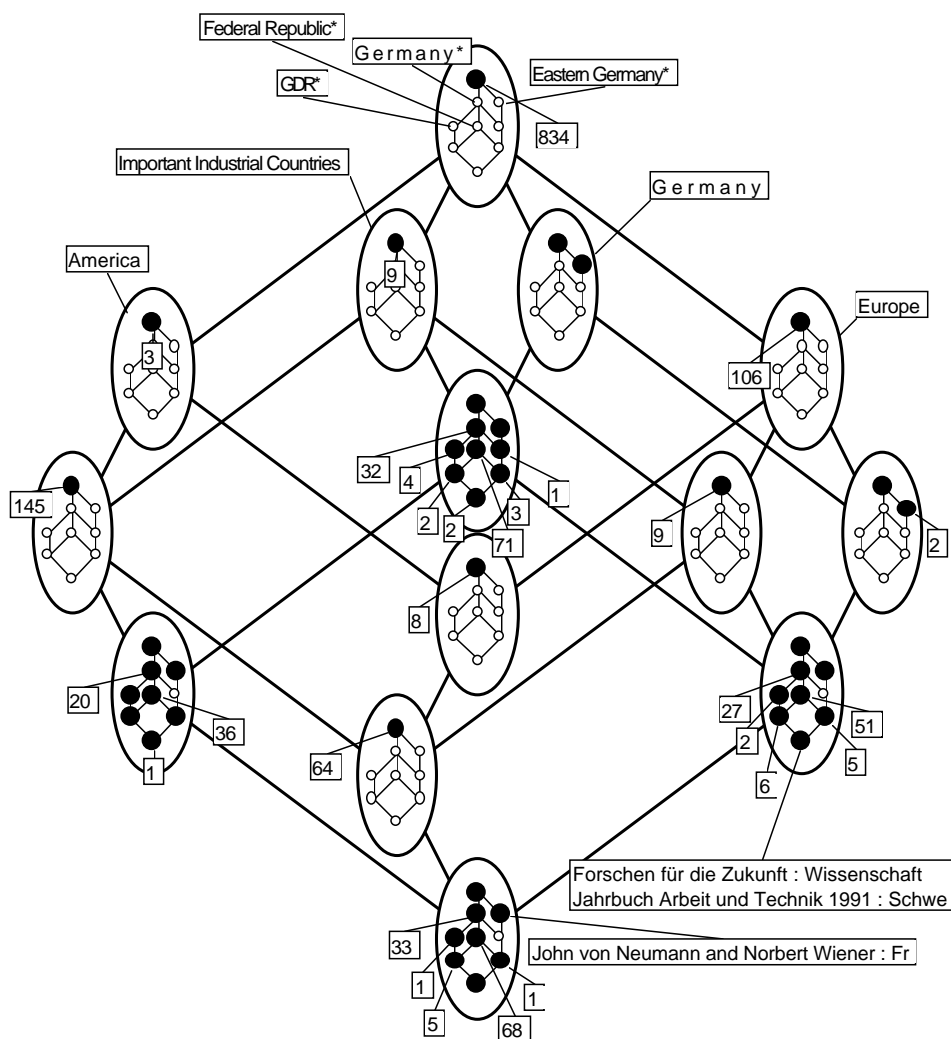 Federal Republic*
Germany*
GDR*
Eastern Germany*
834
Important Industrial Countries
Germany
America
9
Europe
3
106
32
4
1
145
2
2
3
71
9
2
8
20
36
27
2
51
64
1
6
5
Forschen für die Zukunft : Wissenschaft
Jahrbuch Arbeit und Technik 1991 : Schwe
33
John von Neumann and Norbert Wiener : Fr
1
1
5
68